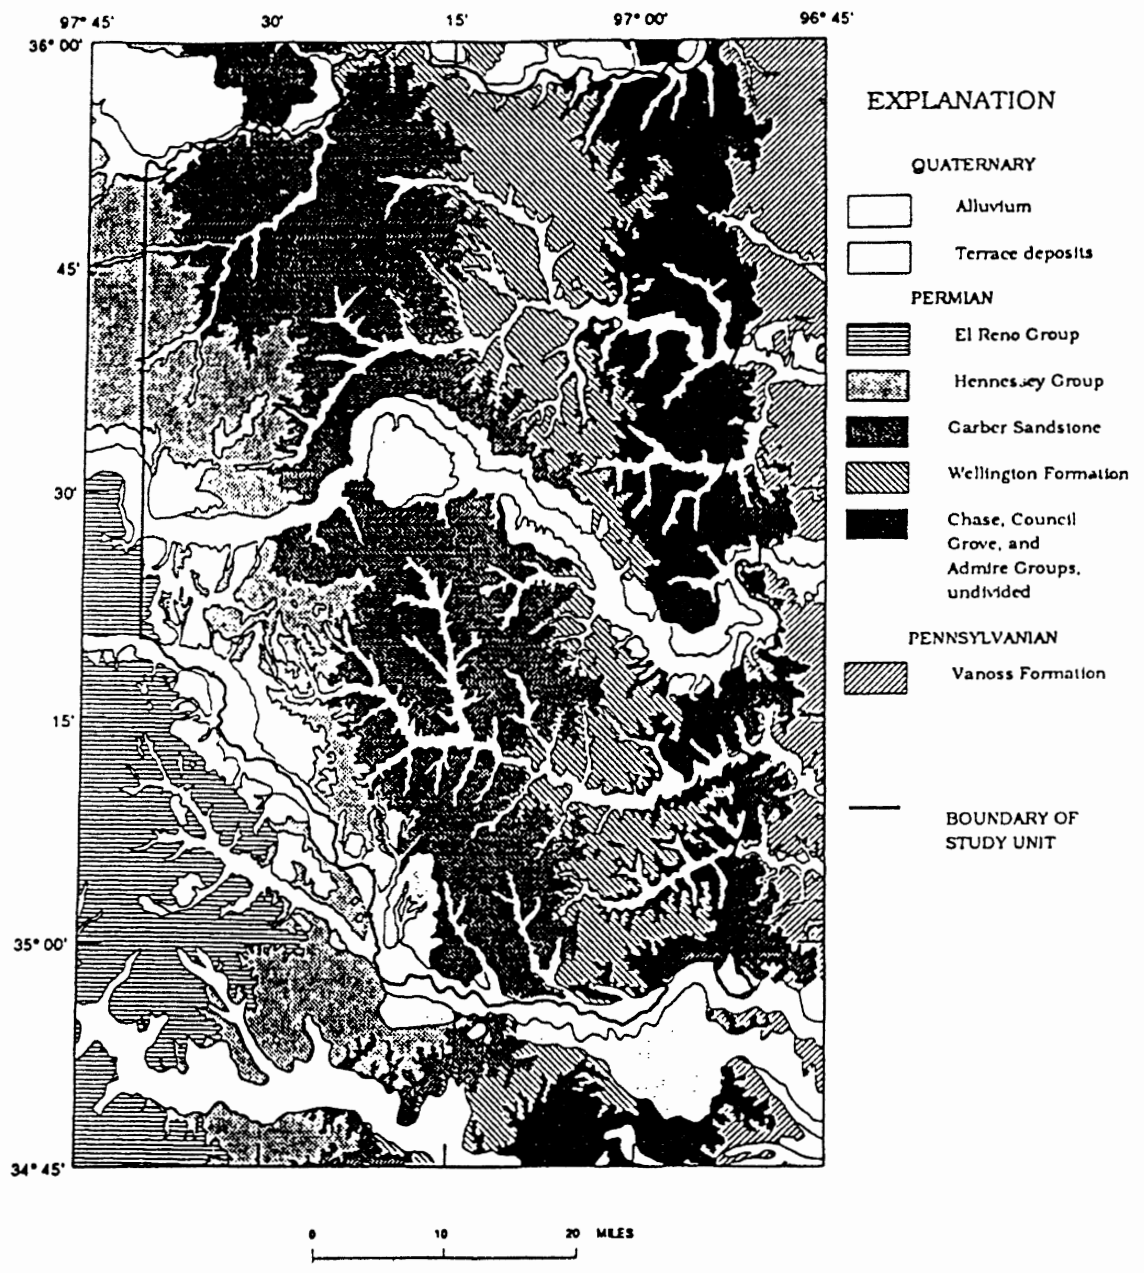 97° 45' 30' 15' 97° 00' 96° 45'
36° 00'
45'
30'
15'
35° 00'
34° 45'
EXPLANATION
QUATERNARY
Alluvium
Terrace deposits
PERMIAN
El Reno Group
Hennessey Group
Garber Sandstone
Wellington Formation
Chase, Council
Grove, and
Admire Groups,
undivided
PENNSYLVANIAN
Vanoss Formation
BOUNDARY OF
STUDY UNIT
0 10 20 MILES